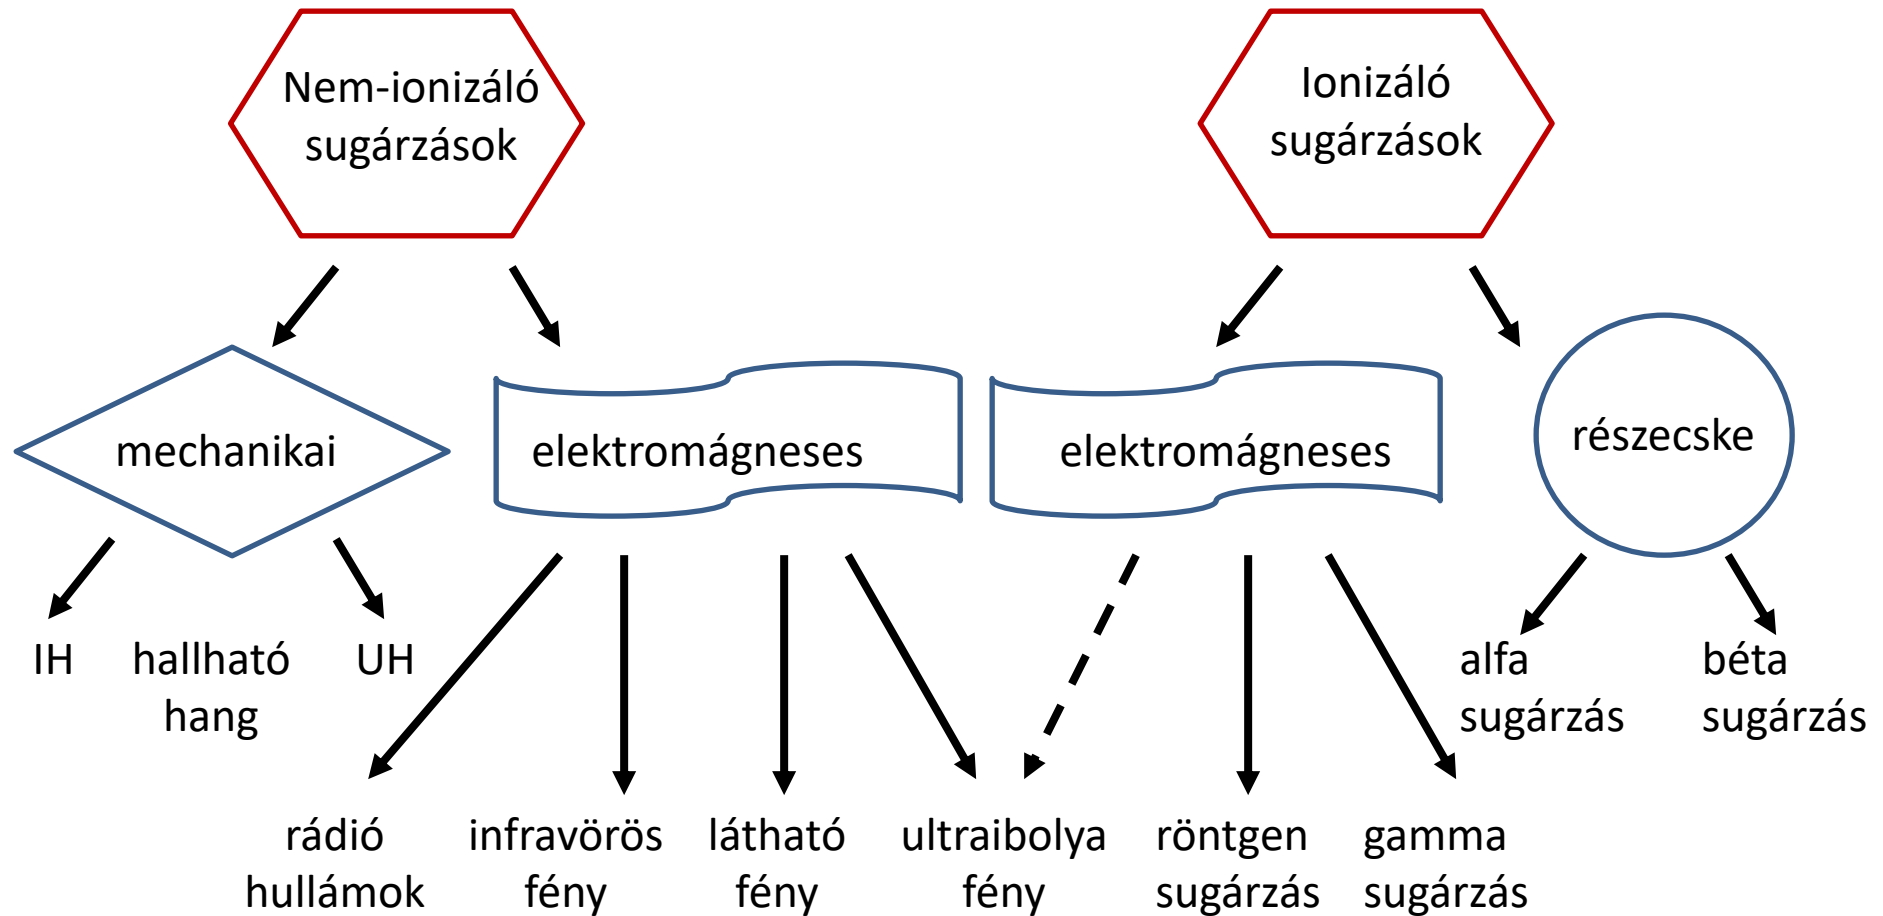 Nem-ionizáló
sugárzások
Ionizáló
sugárzások
mechanikai
elektromágneses
elektromágneses
részecske
IH
hallható
hang
UH
alfa
sugárzás
béta
sugárzás
rádió
hullámok
infravörös
fény
látható
fény
ultraibolya
fény
röntgen
sugárzás
gamma
sugárzás